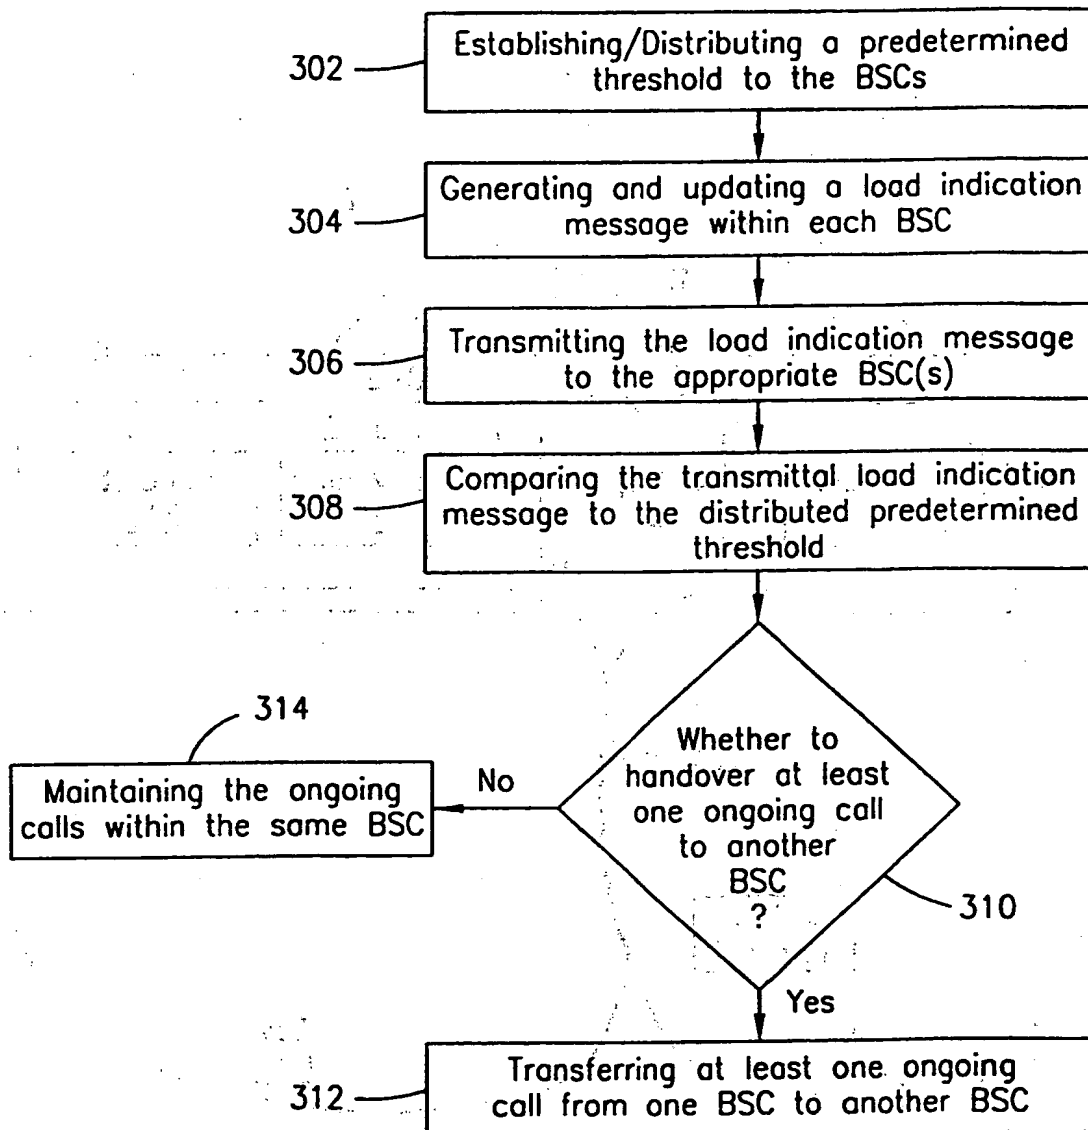 302
Establishing/Distributing a predetermined
threshold to the BSCs
304
Generating and updating a load indication
message within each BSC
306
Transmitting the load indication message
to the appropriate BSC(s)
308
Comparing the transmittal load indication
message to the distributed predetermined
threshold
314
Maintaining the ongoing
calls within the same BSC
No
Whether to
handover at least
one ongoing call
to another
BSC
?
310
Yes
312
Transferring at least one ongoing
call from one BSC to another BSC